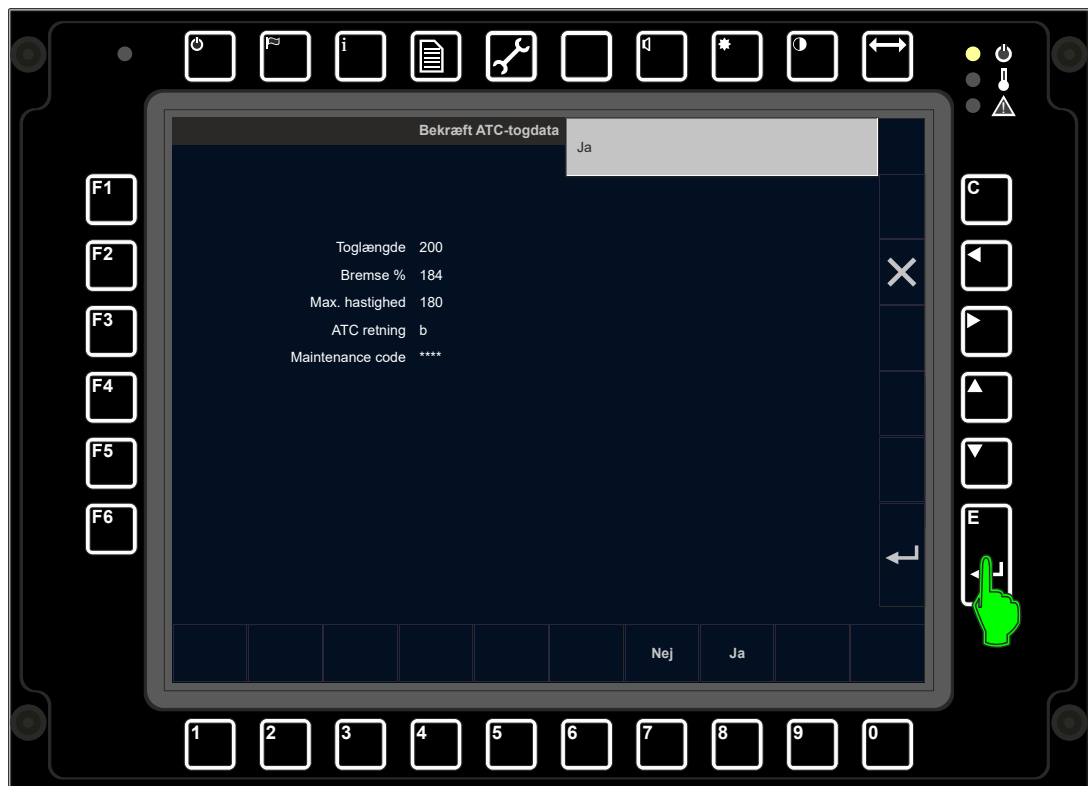 i
Bekræft ATC-togdata
Ja
F1
C
F2
Toglængde 200
Bremse % 184
F3
Max. hastighed 180
ATC retning b
Maintenance code ****
F4
F5
F6
E
Nej Ja
1 2 3 4 5 6 7 8 9 0